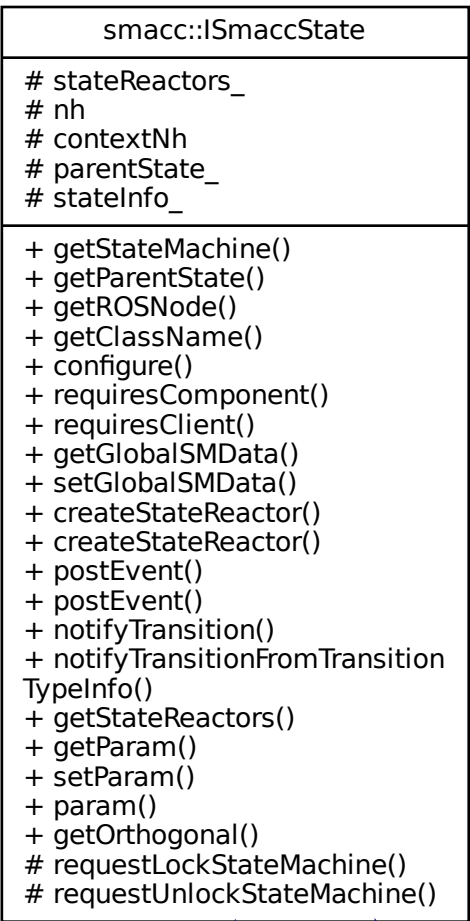 smacc::ISmaccState
# stateReactors_
# nh
# contextNh
# parentState_
# stateInfo_
+ getStateMachine()
+ getParentState()
+ getROSNode()
+ getClassName()
+ configure()
+ requiresComponent()
+ requiresClient()
+ getGlobalSMData()
+ setGlobalSMData()
+ createStateReactor()
+ createStateReactor()
+ postEvent()
+ postEvent()
+ notifyTransition()
+ notifyTransitionFromTransition
TypeInfo()
+ getStateReactors()
+ getParam()
+ setParam()
+ param()
+ getOrthogonal()
# requestLockStateMachine()
# requestUnlockStateMachine()